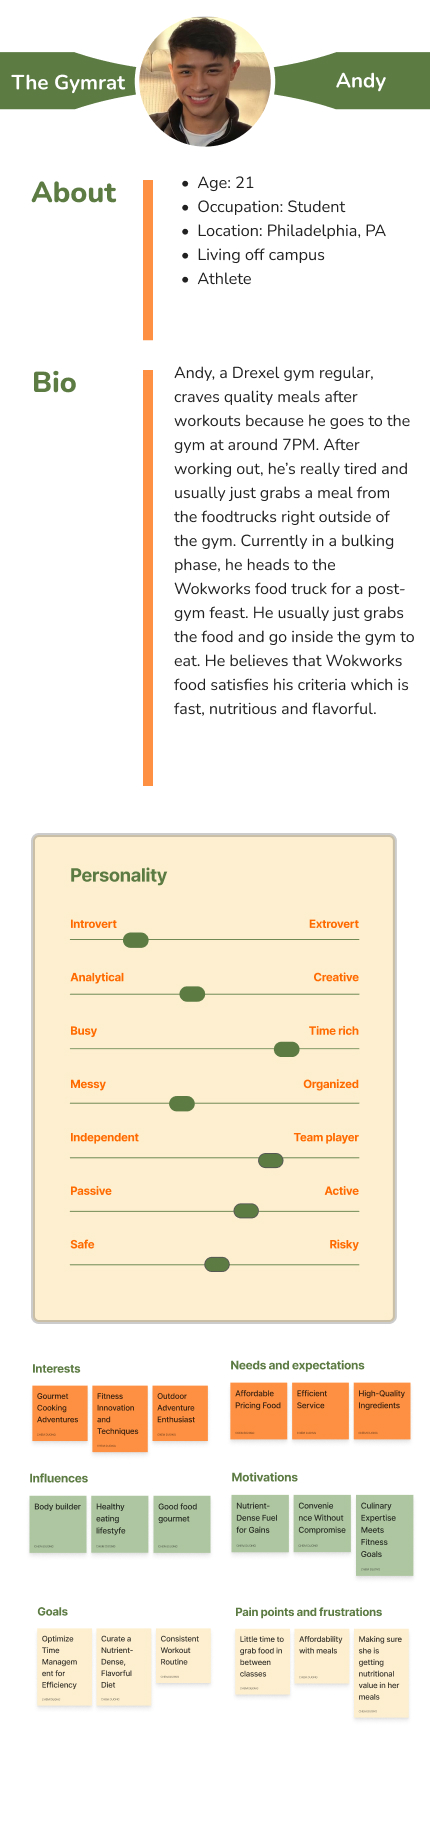 The Gymrat
Andy
About
• Age: 21
• Occupation: Student
• Location: Philadelphia, PA
• Living off campus
• Athlete
Bio
Andy, a Drexel gym regular,
craves quality meals after
workouts because he goes to the
gym at around 7PM. After
working out, he's really tired and
usually just grabs a meal from
the foodtrucks right outside of
the gym. Currently in a bulking
phase, he heads to the
Wokworks food truck for a post-
gym feast. He usually just grabs
the food and go inside the gym to
eat. He believes that Wokworks
food satisfies his criteria which is
fast, nutritious and flavorful.
Personality
Introvert Extrovert
Analytical Creative
Busy Time rich
Messy Organized
Independent Team player
Passive Active
Safe Risky
Interests
Gourmet
Cooking
Adventures
Fitness
Innovation
and
Techniques
Outdoor
Adventure
Enthusiast
Needs and expectations
Affordable
Pricing Food
Efficient
Service
High-Quality
Ingredients
Influences
Body builder
Healthy
eating
lifestyfe
Good food
gourmet
Motivations
Nutrient-
Dense Fuel
for Gains
Convenie
nce Without
Compromise
Culinary
Expertise
Meets
Fitness
Goals
Goals
Optimize
Time
Managem
ent for
Efficiency
Curate a
Nutrient-
Dense,
Flavorful
Diet
Consistent
Workout
Routine
Pain points and frustrations
Little time to
grab food in
between
classes
Affordability
with meals
Making sure
she is
getting
nutritional
value in her
meals